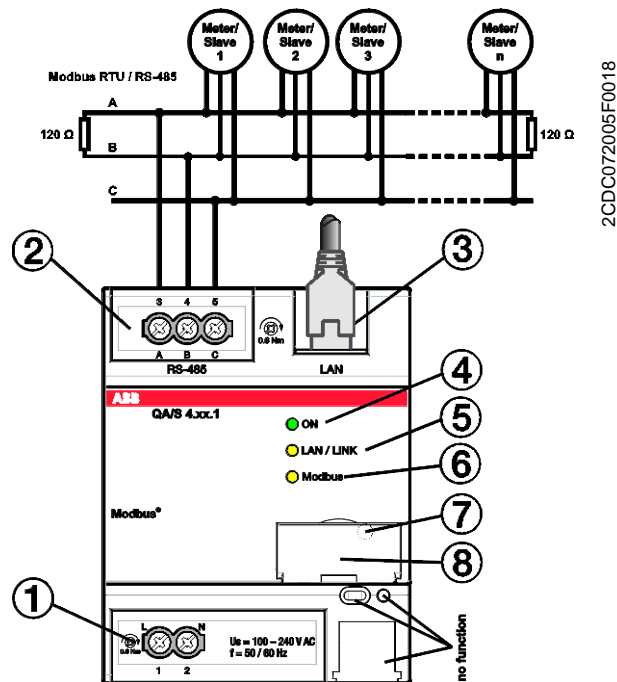 Meter/ Slave 1
Meter/ Slave 2
Meter/ Slave 3
Meter/ Slave n
Modbus RTU / RS-485
A
120 Ω
120 Ω
B
C
2CDC072005F0018
2
3
3 4 5
0.6 Nm
A B C
RS-485
LAN
ABB
QA/S 4.xx.1
ON
4
LAN / LINK
5
Modbus
6
Modbus®
7
8
1
L N
0.6 Nm
Us = 100 – 240 V AC
f = 50 / 60 Hz
1 2
no function